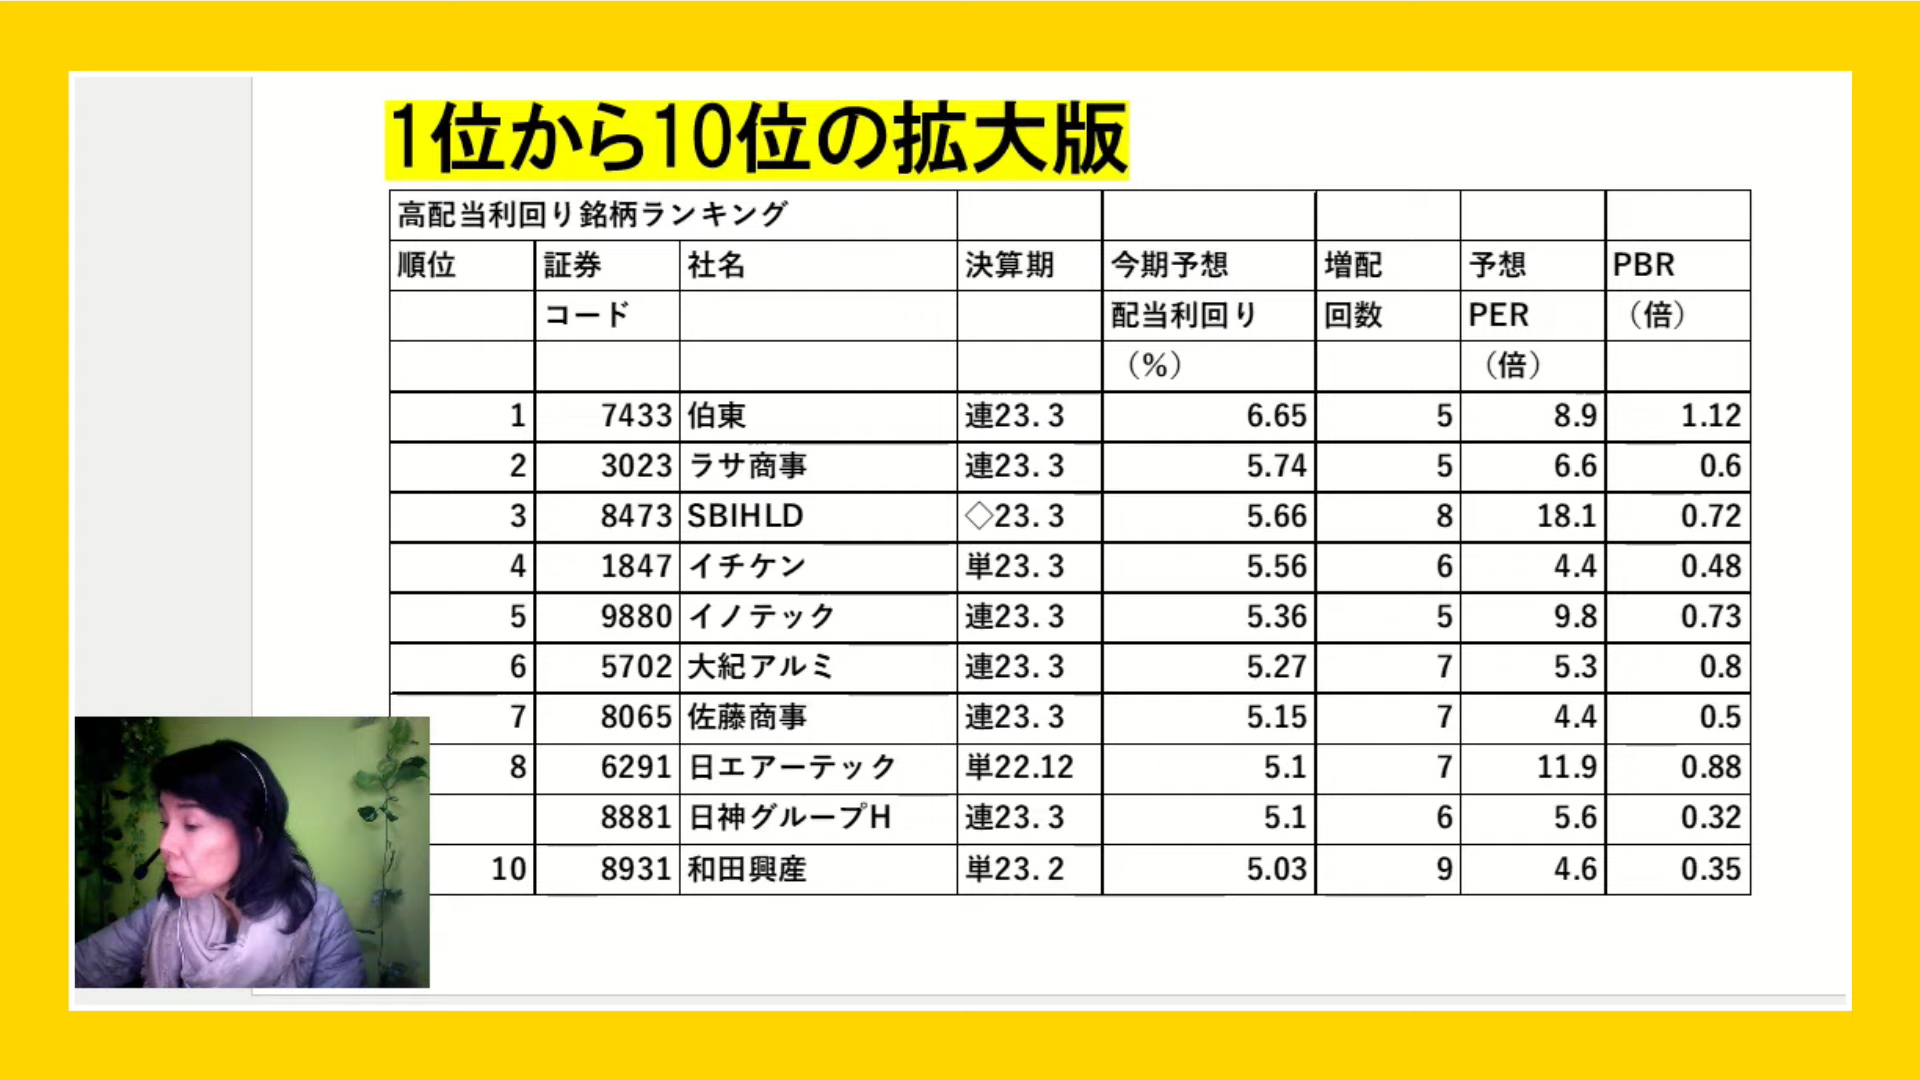 1位から10位の拡大版
高配当利回り銘柄ランキング
順位 証券 社名 決算期 今期予想 増配 予想 PBR
コード 配当利回り 回数 PER （倍）
（%） （倍）
1 7433 伯東 連23. 3 6.65 5 8.9 1.12
2 3023 ラサ商事 連23. 3 5.74 5 6.6 0.6
3 8473 SBIHLD ◇23. 3 5.66 8 18.1 0.72
4 1847 イチケン 単23. 3 5.56 6 4.4 0.48
5 9880 イノテック 連23. 3 5.36 5 9.8 0.73
6 5702 大紀アルミ 連23. 3 5.27 7 5.3 0.8
7 8065 佐藤商事 連23. 3 5.15 7 4.4 0.5
8 6291 日エアーテック 単22.12 5.1 7 11.9 0.88
8881 日神グループH 連23. 3 5.1 6 5.6 0.32
10 8931 和田興産 単23. 2 5.03 9 4.6 0.35